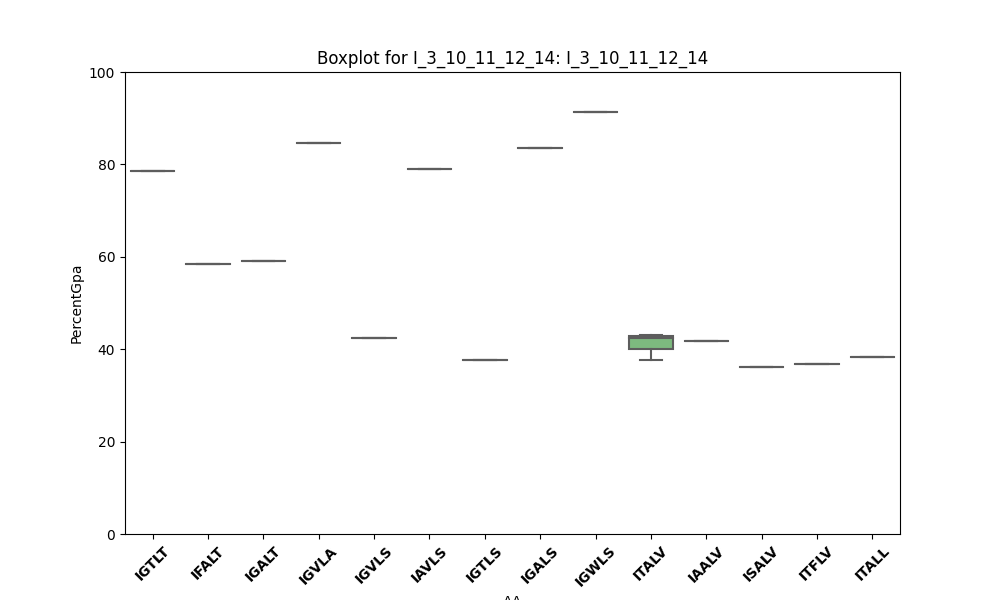 Boxplot for I_3_10_11_12_14: I_3_10_11_12_14
100
80
60
40
20
0
PercentGpa
IGTLT IFALT IGALT IGVLA IGVLS IAVLS IGTLS IGALS IGWLS ITALV IAALV ISALV ITFLV ITALL
AA